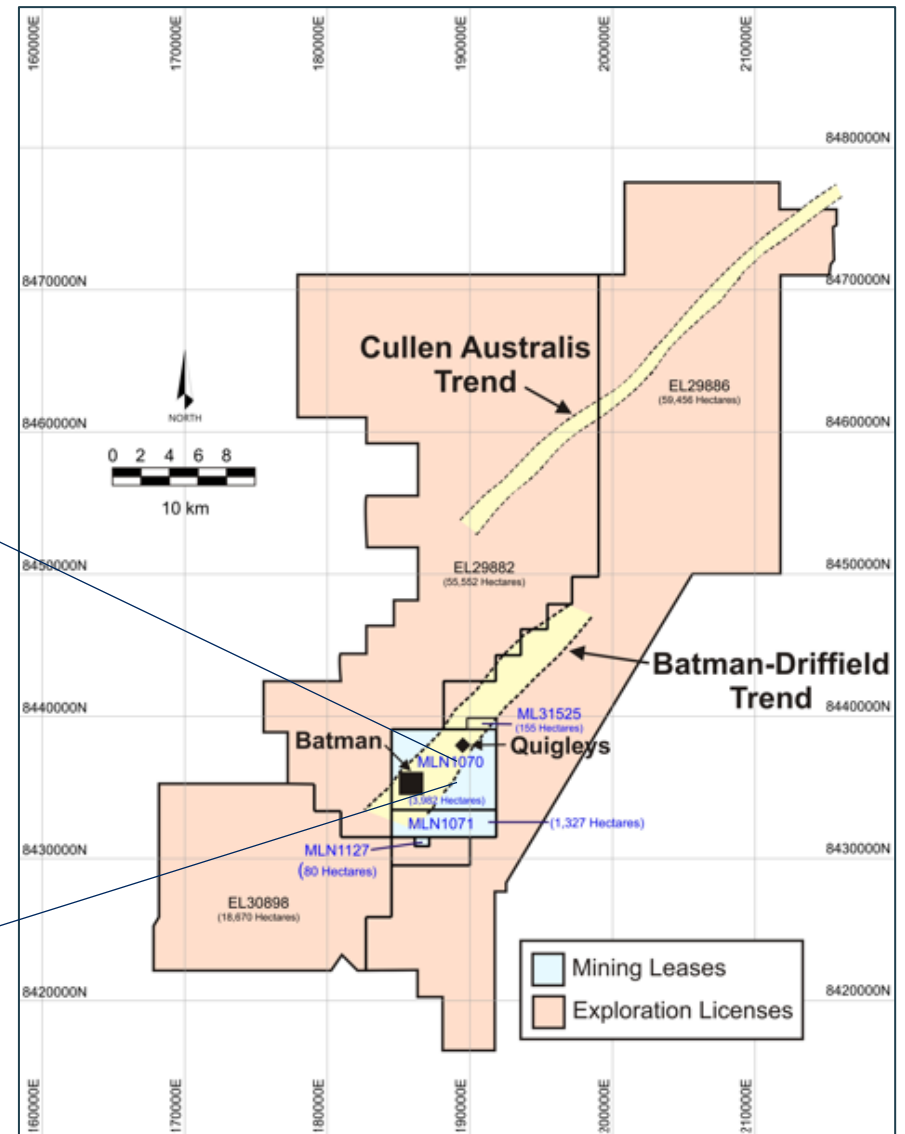 160000E
170000E
180000E
190000E
200000E
210000E
8480000N
8470000N
8470000N
Cullen Australis
Trend
EL29886
(59,456 Hectares)
NORTH
8460000N
8460000N
0 2 4 6 8
10 km
8450000N
8450000N
EL29882
(55,552 Hectares)
Batman-Driffield
Trend
8440000N
8440000N
ML31525
(155 Hectares)
Batman
Quigleys
MLN1070
(3,982 Hectares)
MLN1071
(1,327 Hectares)
MLN1127
(80 Hectares)
8430000N
8430000N
EL30898
(18,670 Hectares)
Mining Leases
Exploration Licenses
8420000N
8420000N
160000E
170000E
180000E
190000E
200000E
210000E